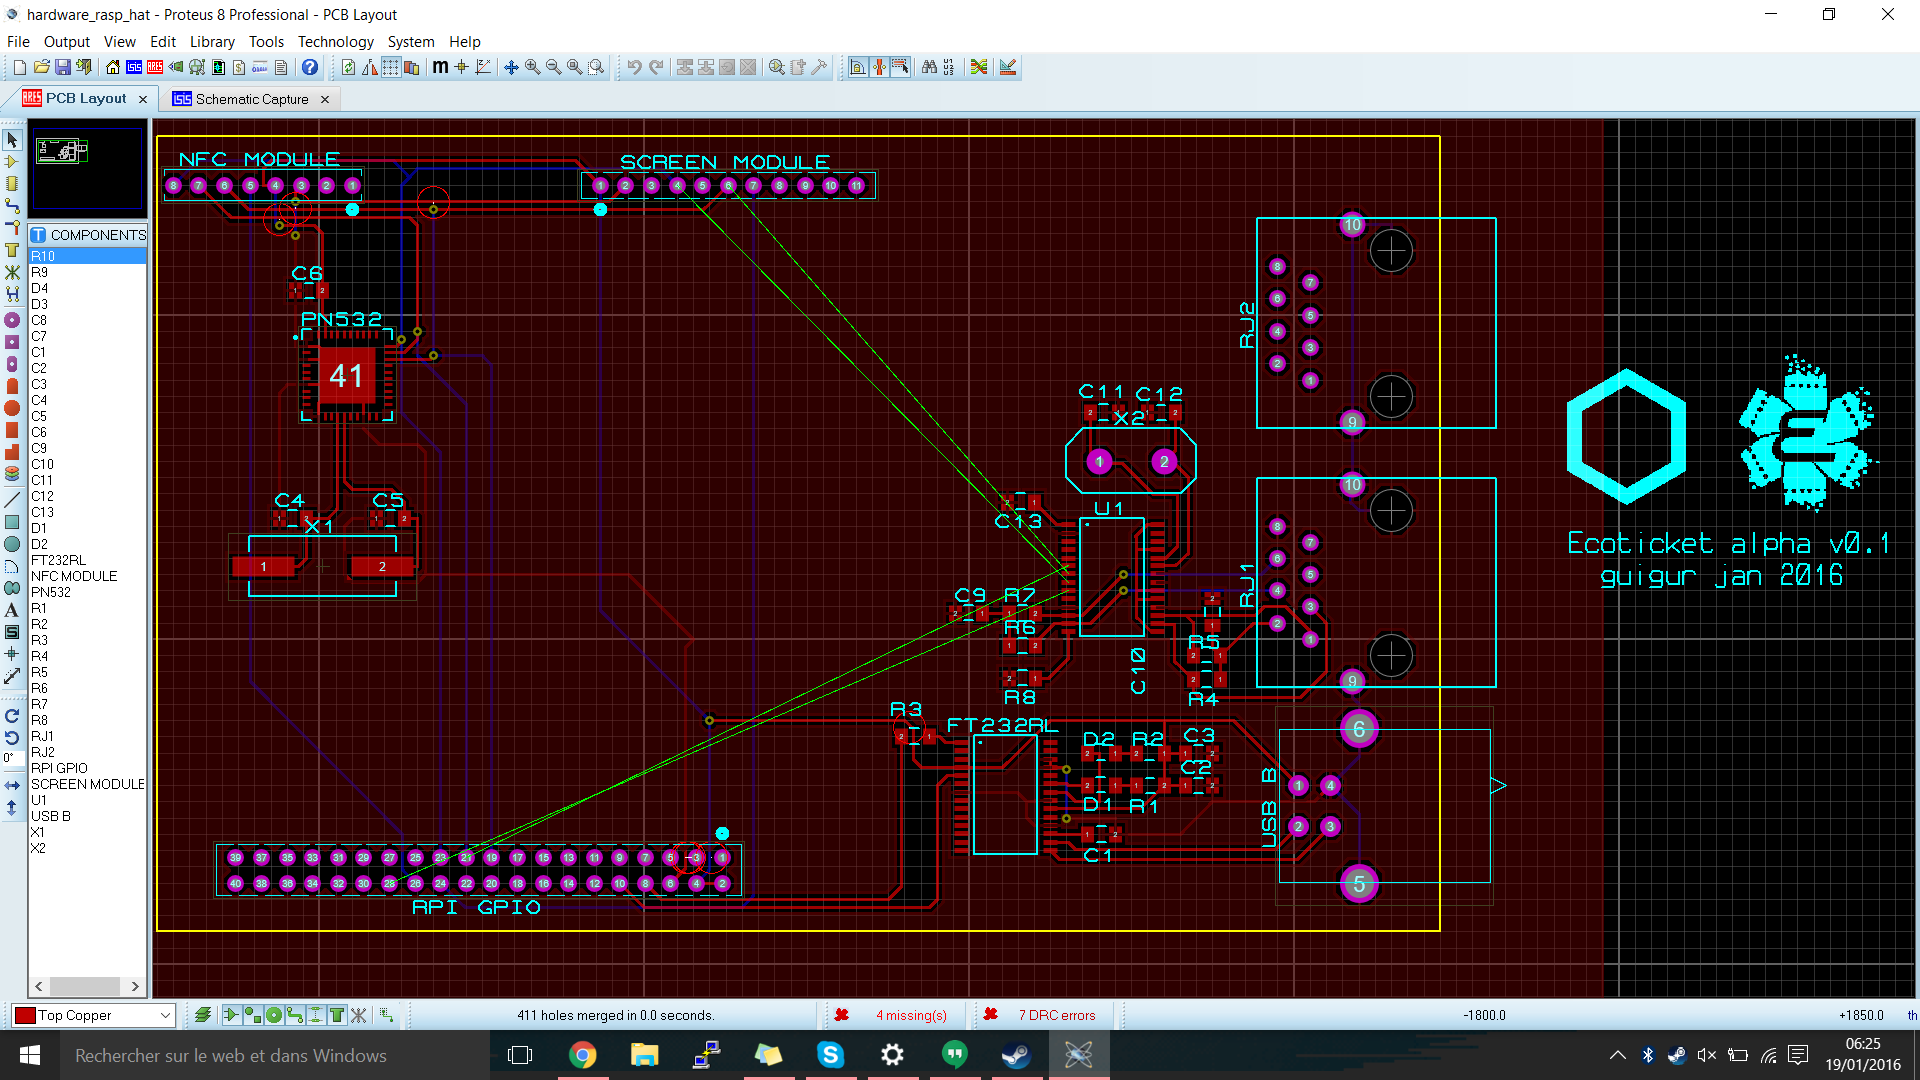 hardware_rasp_hat - Proteus 8 Professional - PCB Layout
File Output View Edit Library Tools Technology System Help
PCB Layout
Schematic Capture
COMPONENTS
R10
R9
D4
D3
C8
C7
C1
C2
C3
C4
C5
C6
C9
C10
C11
C12
C13
D1
D2
FT232RL
NFC MODULE
PN532
R1
R2
R3
R4
R5
R6
R7
R8
RJ1
RJ2
RPI GPIO
SCREEN MODULE
U1
USB B
X1
X2
0°
NFC MODULE
8 7 6 5 4 3 2 1
SCREEN MODULE
1 2 3 4 5 6 7 8 9 10 11
C6
1 2
PN532
41
C4
C5
X1
1 2
C11 C12
X2
1 2
C13
U1
C9 R7
R6
R8
C10
R5
R4
RJ2
10
8 7 6 5 4 3 2 1
9
RJ1
10
8 7 6 5 4 3 2 1
9
R3
FT232RL
D2 R2 C3
C2
D1 R1
C1
USB B
6
1 4
2 3
5
39 37 35 33 31 29 27 25 23 21 19 17 15 13 11 9 7 5 3 1
40 38 36 34 32 30 28 26 24 22 20 18 16 14 12 10 8 6 4 2
RPI GPIO
Ecoticket alpha v0.1
guigur jan 2016
Top Copper
411 holes merged in 0.0 seconds.
4 missing(s)
7 DRC errors
-1800.0
+1850.0
th
Rechercher sur le web et dans Windows
06:25
19/01/2016